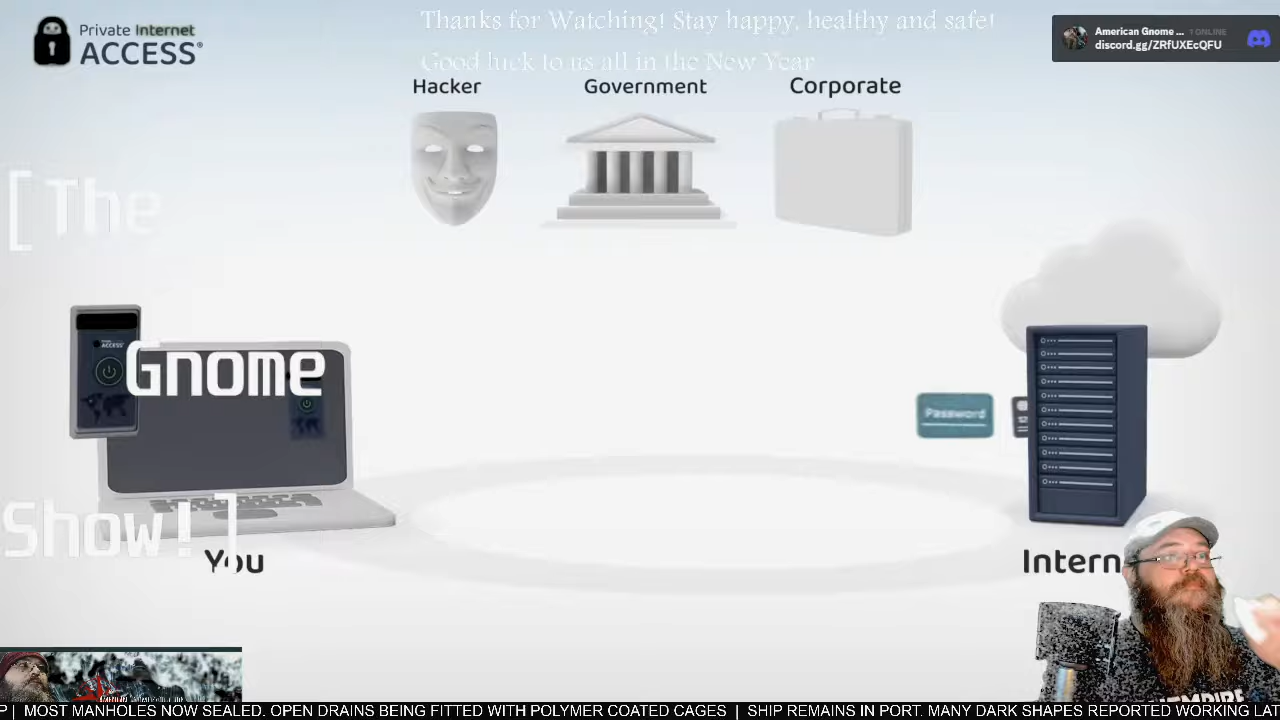 Thanks for Watching! Stay happy, healthy and safe!
Good luck to us all in the New Year
Private Internet
ACCESS®
American Gnome ... 1 ONLINE
discord.gg/ZRfUXEcQFU
Hacker
Government
Corporate
[ The
Gnome
Show! ]
Password
You
Intern
P | MOST MANHOLES NOW SEALED. OPEN DRAINS BEING FITTED WITH POLYMER COATED CAGES | SHIP REMAINS IN PORT. MANY DARK SHAPES REPORTED WORKING LAT